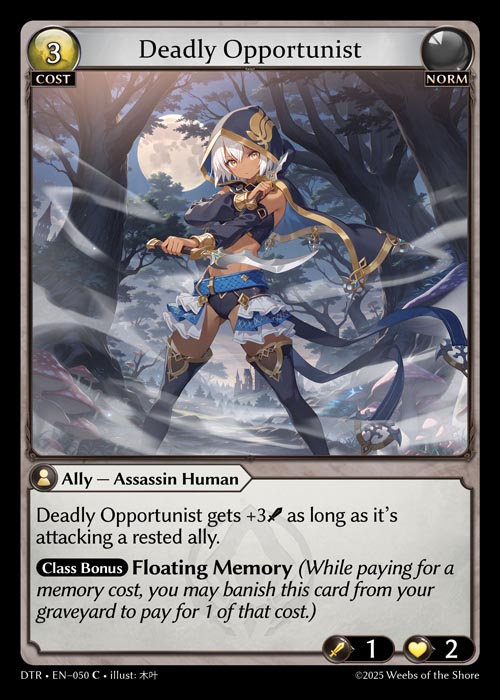 3
Deadly Opportunist
COST
NORM
Ally — Assassin Human
Deadly Opportunist gets +3 as long as it's
attacking a rested ally.
Class Bonus Floating Memory (While paying for a
memory cost, you may banish this card from your
graveyard to pay for 1 of that cost.)
1
2
DTR • EN-050 C • illust: 木叶
©2025 Weebs of the Shore